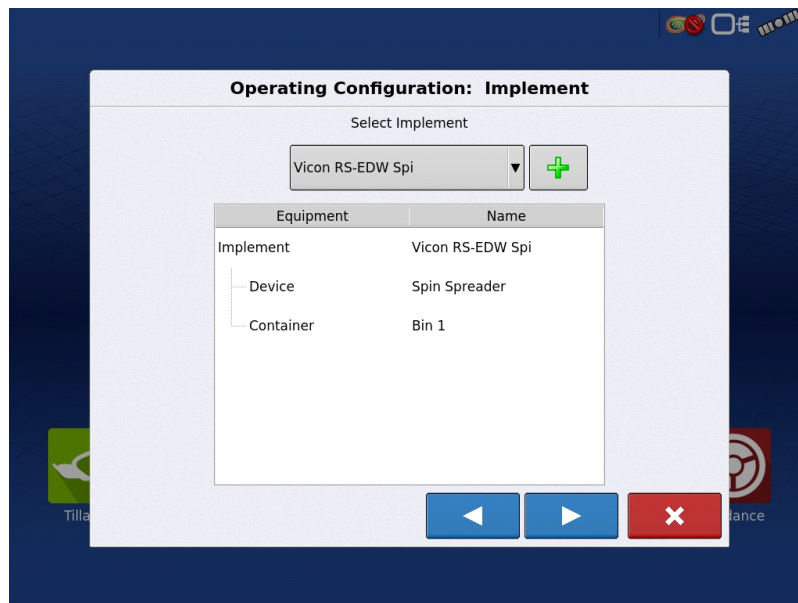 Operating Configuration: Implement
Select Implement
Vicon RS-EDW Spi
Equipment Name
Implement Vicon RS-EDW Spi
Device Spin Spreader
Container Bin 1
Tilla
dance